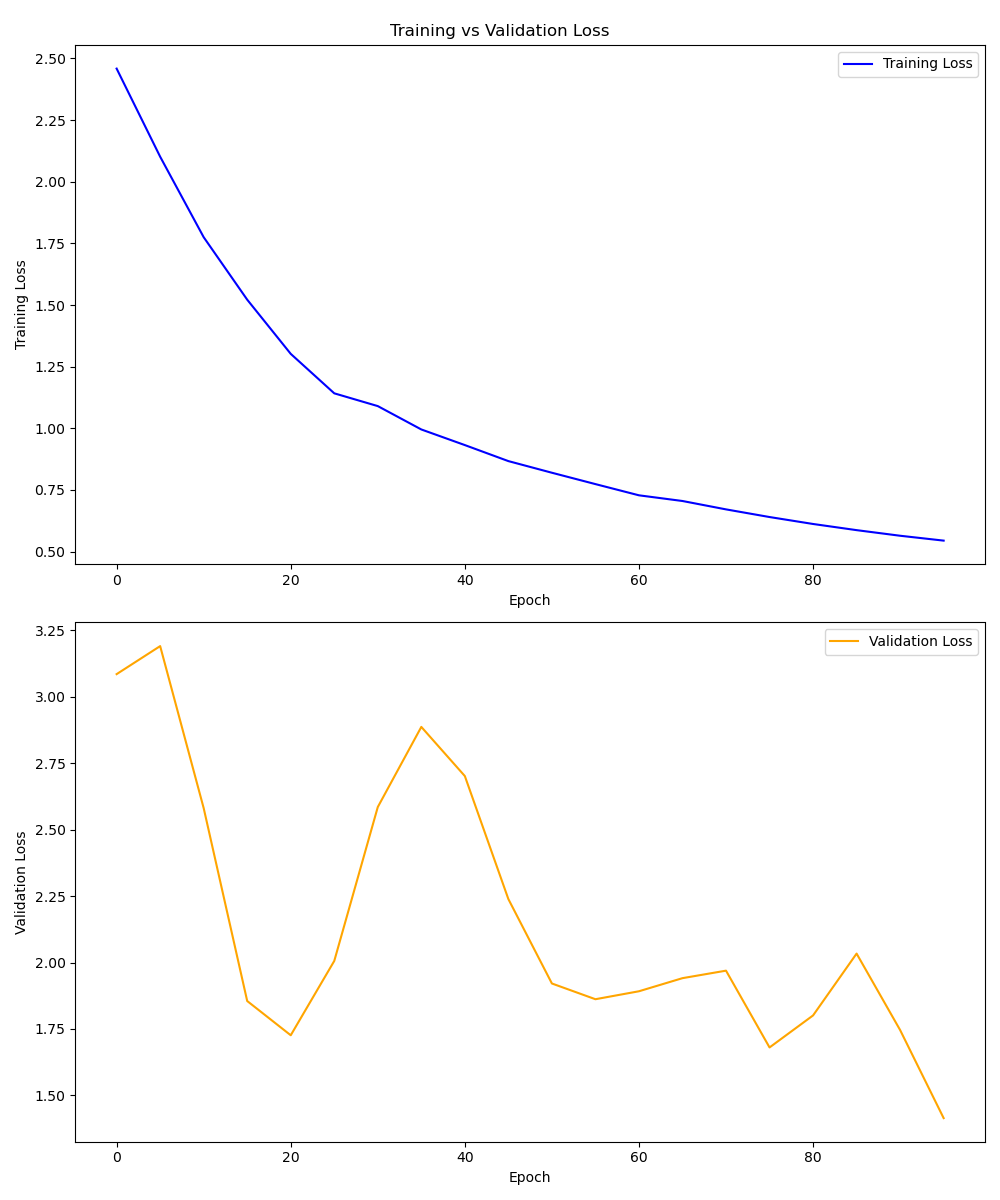 Training vs Validation Loss
Training Loss
2.50
2.25
2.00
1.75
1.50
1.25
1.00
0.75
0.50
Training Loss
0 20 40 60 80
Epoch
Validation Loss
3.25
3.00
2.75
2.50
2.25
2.00
1.75
1.50
Validation Loss
0 20 40 60 80
Epoch